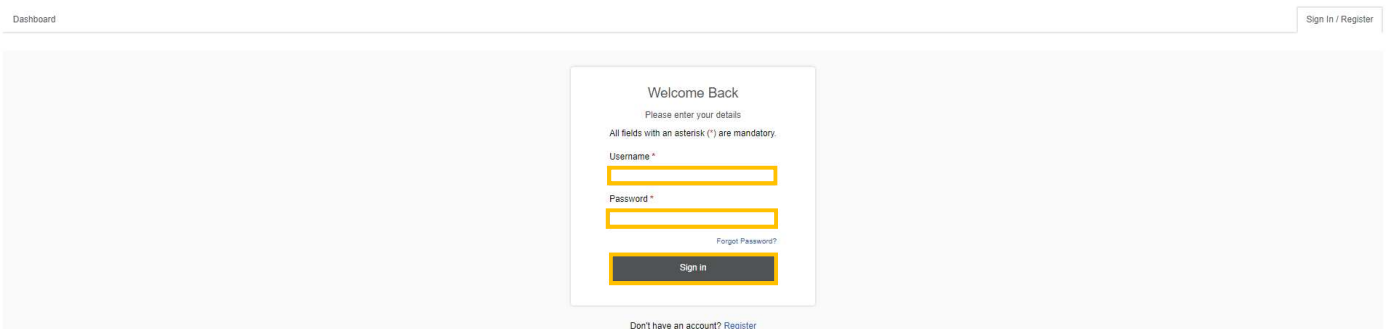 Dashboard
Sign In / Register
Welcome Back
Please enter your details
All fields with an asterisk (*) are mandatory.
Username *
Password *
Forgot Password?
Sign in
Don't have an account? Register